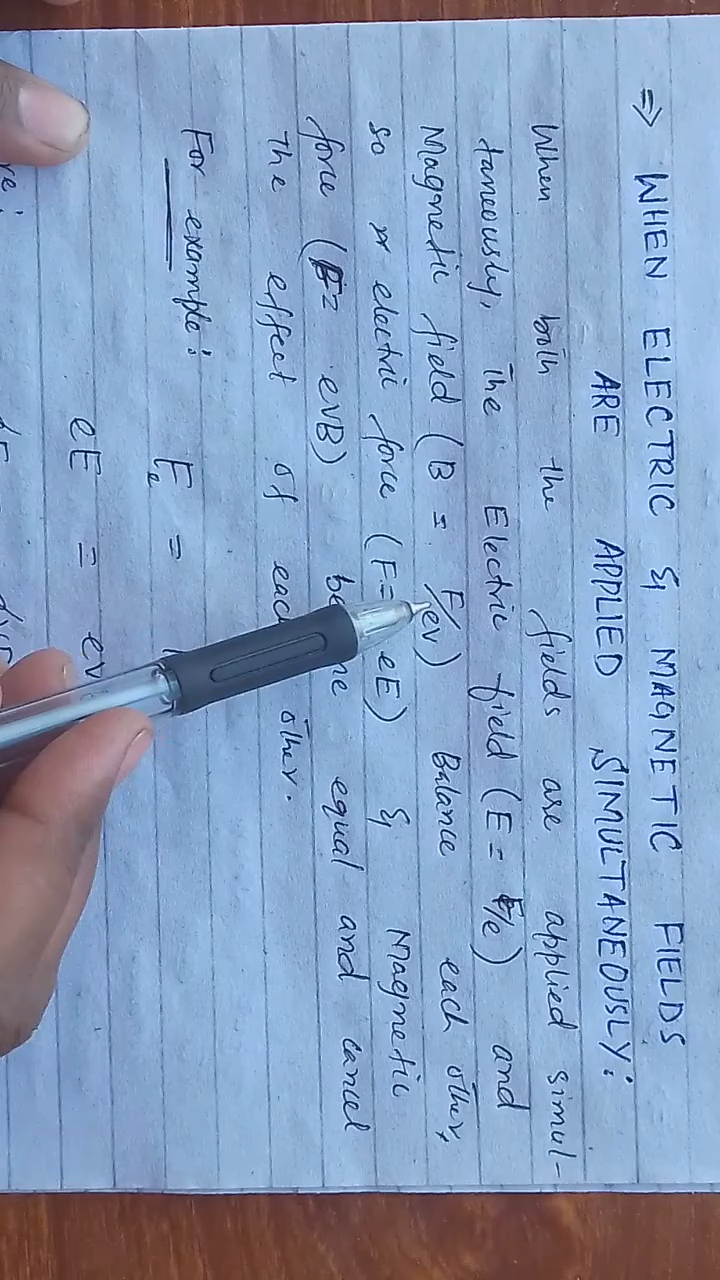 ⇒ WHEN ELECTRIC & MAGNETIC FIELDS
ARE APPLIED SIMULTANEOUSLY:
When both the fields are applied simul-
taneously, the Electric field (E = F/e) and
Magnetic field (B = F/ev) Balance each other,
so electric force (F= eE) & Magnetic
force (F= evB) equal and cancel
the effect of each other.
For example:
Fe =
eE = ev